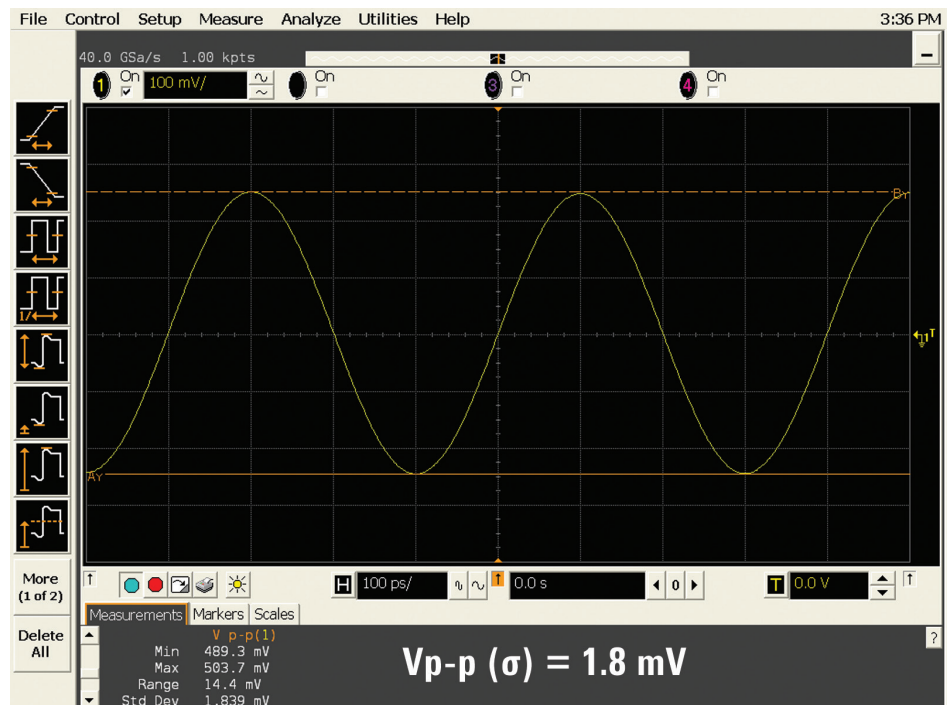 File Control Setup Measure Analyze Utilities Help 3:36 PM
40.0 GSa/s 1.00 kpts
1 On 100 mV/ On 3 On 4 On
BY
T
AY
1/
More
(1 of 2)
Delete
All
H 100 ps/ 0.0 s 0 T 0.0 V
Measurements Markers Scales
V p-p(1)
Min 489.3 mV
Max 503.7 mV
Range 14.4 mV
Std Dev 1.839 mV
Vp-p (σ) = 1.8 mV
?